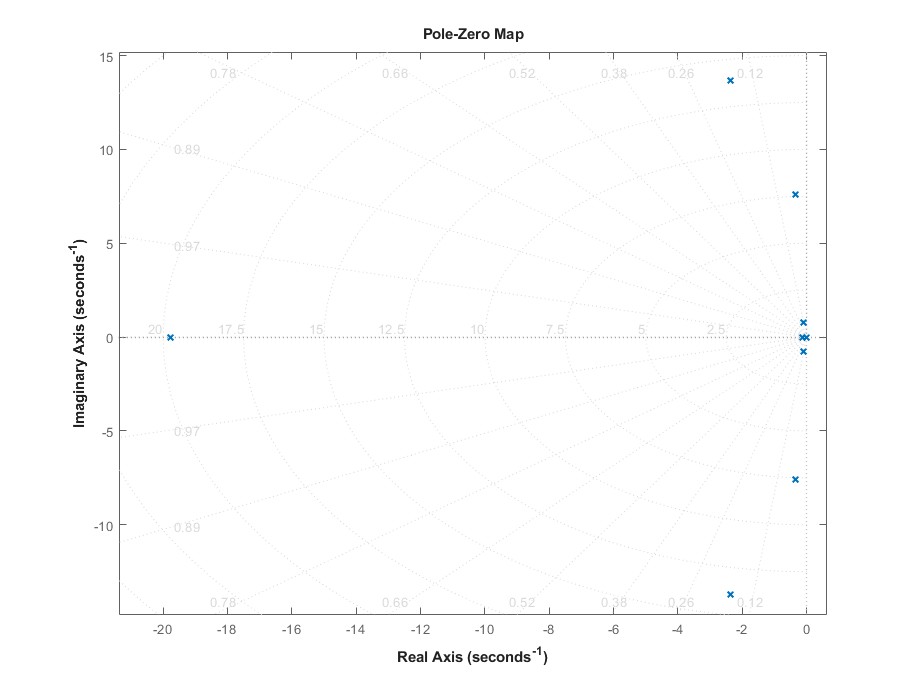 Pole-Zero Map
15
0.78 0.66 0.52 0.38 0.26 0.12
10
0.89
5
0.97
20 17.5 15 12.5 10 7.5 5 2.5
0
-5
0.97
-10
0.89
0.78 0.66 0.52 0.38 0.26 0.12
-20 -18 -16 -14 -12 -10 -8 -6 -4 -2 0
Real Axis (seconds-1)
Imaginary Axis (seconds-1)